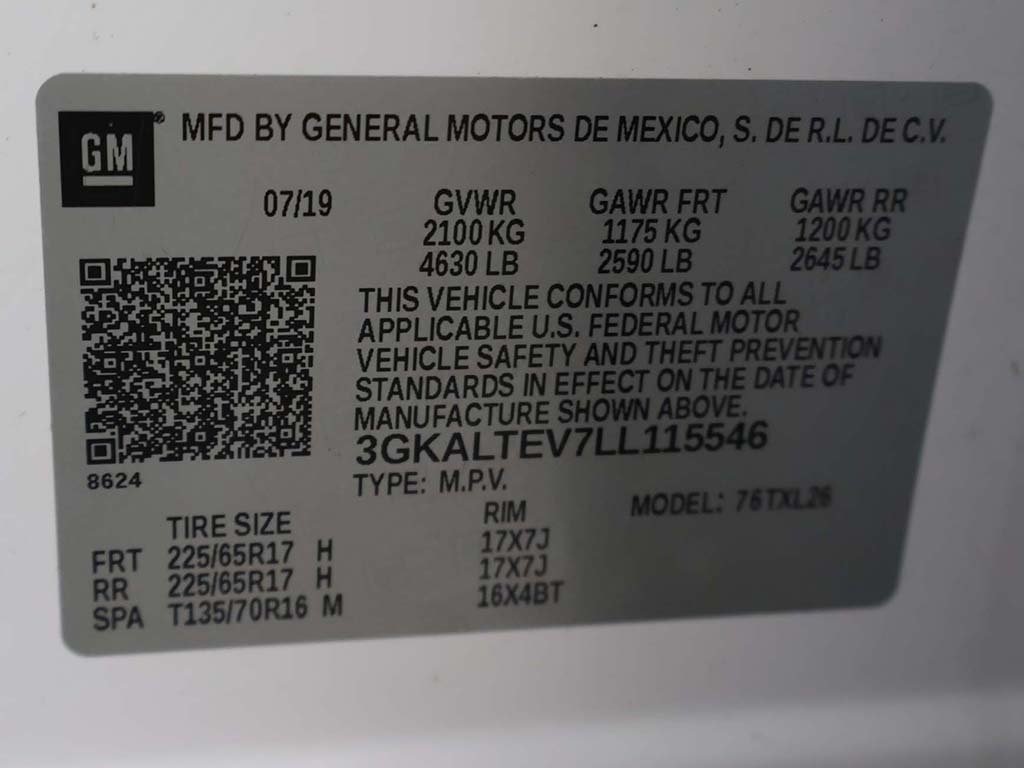 GM® MFD BY GENERAL MOTORS DE MEXICO, S. DE R.L. DE C.V.
07/19 GVWR GAWR FRT GAWR RR
2100 KG 1175 KG 1200 KG
4630 LB 2590 LB 2645 LB
THIS VEHICLE CONFORMS TO ALL
APPLICABLE U.S. FEDERAL MOTOR
VEHICLE SAFETY AND THEFT PREVENTION
STANDARDS IN EFFECT ON THE DATE OF
MANUFACTURE SHOWN ABOVE.
3GKALTEV7LL115546
8624
TYPE: M.P.V. MODEL: 76TXL26
TIRE SIZE RIM
FRT 225/65R17 H 17X7J
RR 225/65R17 H 17X7J
SPA T135/70R16 M 16X4BT